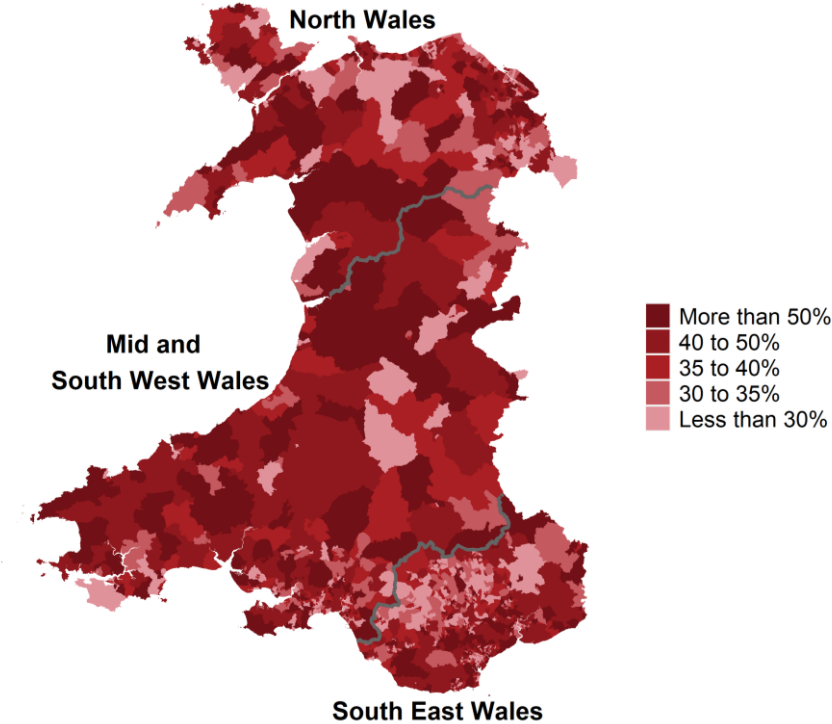 North Wales
Mid and
South West Wales
More than 50%
40 to 50%
35 to 40%
30 to 35%
Less than 30%
South East Wales